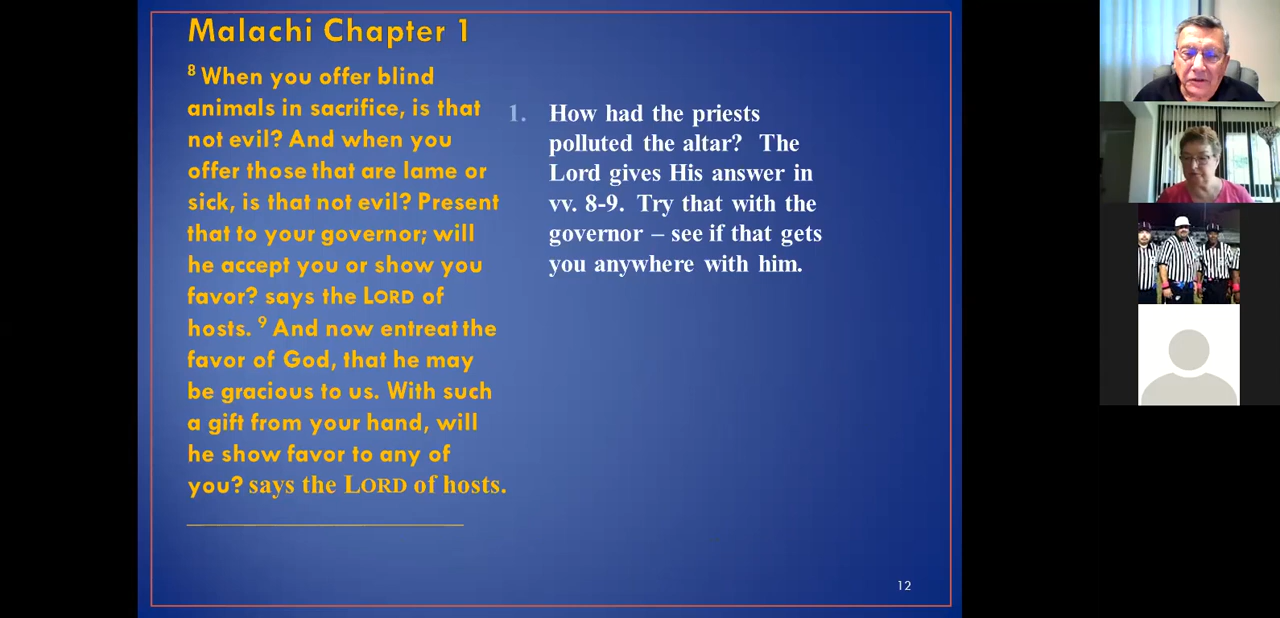 Malachi Chapter 1
8 When you offer blind
animals in sacrifice, is that
not evil? And when you
offer those that are lame or
sick, is that not evil? Present
that to your governor; will
he accept you or show you
favor? says the LORD of
hosts. 9 And now entreat the
favor of God, that he may
be gracious to us. With such
a gift from your hand, will
he show favor to any of
you? says the LORD of hosts.
1. How had the priests
polluted the altar? The
Lord gives His answer in
vv. 8-9. Try that with the
governor – see if that gets
you anywhere with him.
12